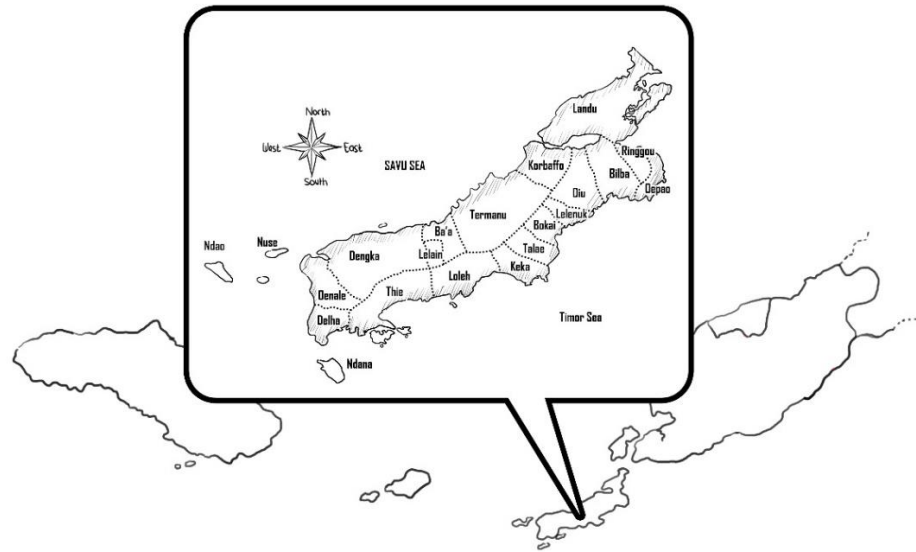 North
West
East
South
SAVU SEA
Landu
Ringgou
Korbaffo
Bilba
Oepao
Diu
Termanu
Lelenuk
Bokai
Ba'a
Talae
Lelain
Dengka
Keka
Loleh
Ndao
Nuse
Thie
Oenale
Delha
Timor Sea
Ndana